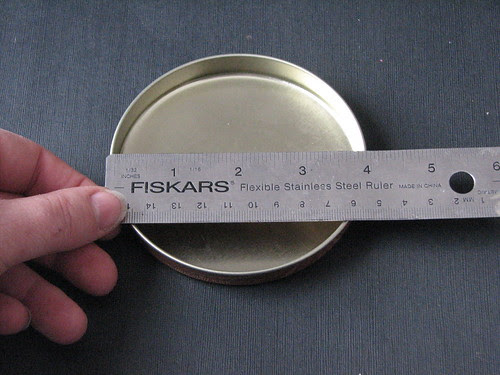 1/32 1/16
INCHES 1 2 3 4 5 6
FISKARS® Flexible Stainless Steel Ruler MADE IN CHINA
14 13 12 11 10 9 8 7 6 5 4 3 2 MM 1